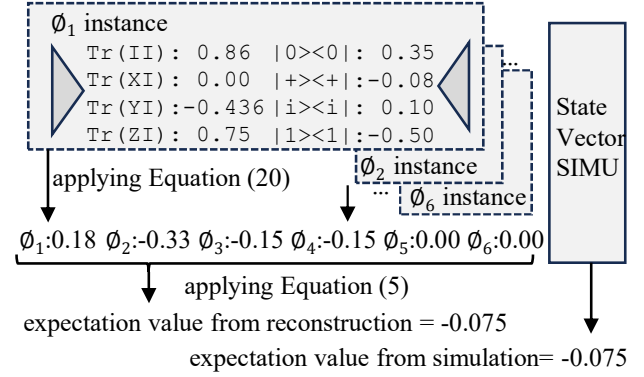 ∅₁ instance
Tr(II): 0.86 |0><0|: 0.35
Tr(XI): 0.00 |+><+|:-0.08
Tr(YI):-0.436 |i><i|: 0.10
Tr(ZI): 0.75 |1><1|:-0.50
...
∅₂ instance
...
∅₆ instance
State
Vector
SIMU
applying Equation (20)
∅₁:0.18 ∅₂:-0.33 ∅₃:-0.15 ∅₄:-0.15 ∅₅:0.00 ∅₆:0.00
applying Equation (5)
expectation value from reconstruction = -0.075
expectation value from simulation= -0.075